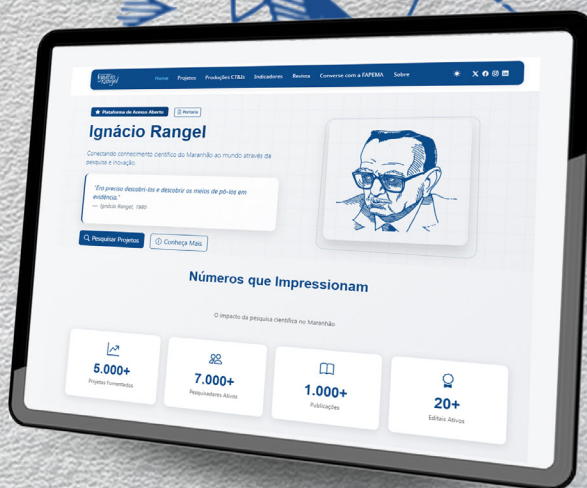 Ignácio Rangel
Home Projetos Produções CT&Is Indicadores Revista Converse com a FAPEMA Sobre
Plataforma de Acesso Aberto Portaria
Ignácio Rangel
Conectando conhecimento científico do Maranhão ao mundo através da
pesquisa e inovação.
"Era preciso descobri-los e descobrir os meios de pô-los em
evidência."
— Ignácio Rangel, 1980
Pesquisar Projetos Conheça Mais
Números que Impressionam
O impacto da pesquisa científica no Maranhão
5.000+
Projetos Fomentados
7.000+
Pesquisadores Ativos
1.000+
Publicações
20+
Editais Ativos